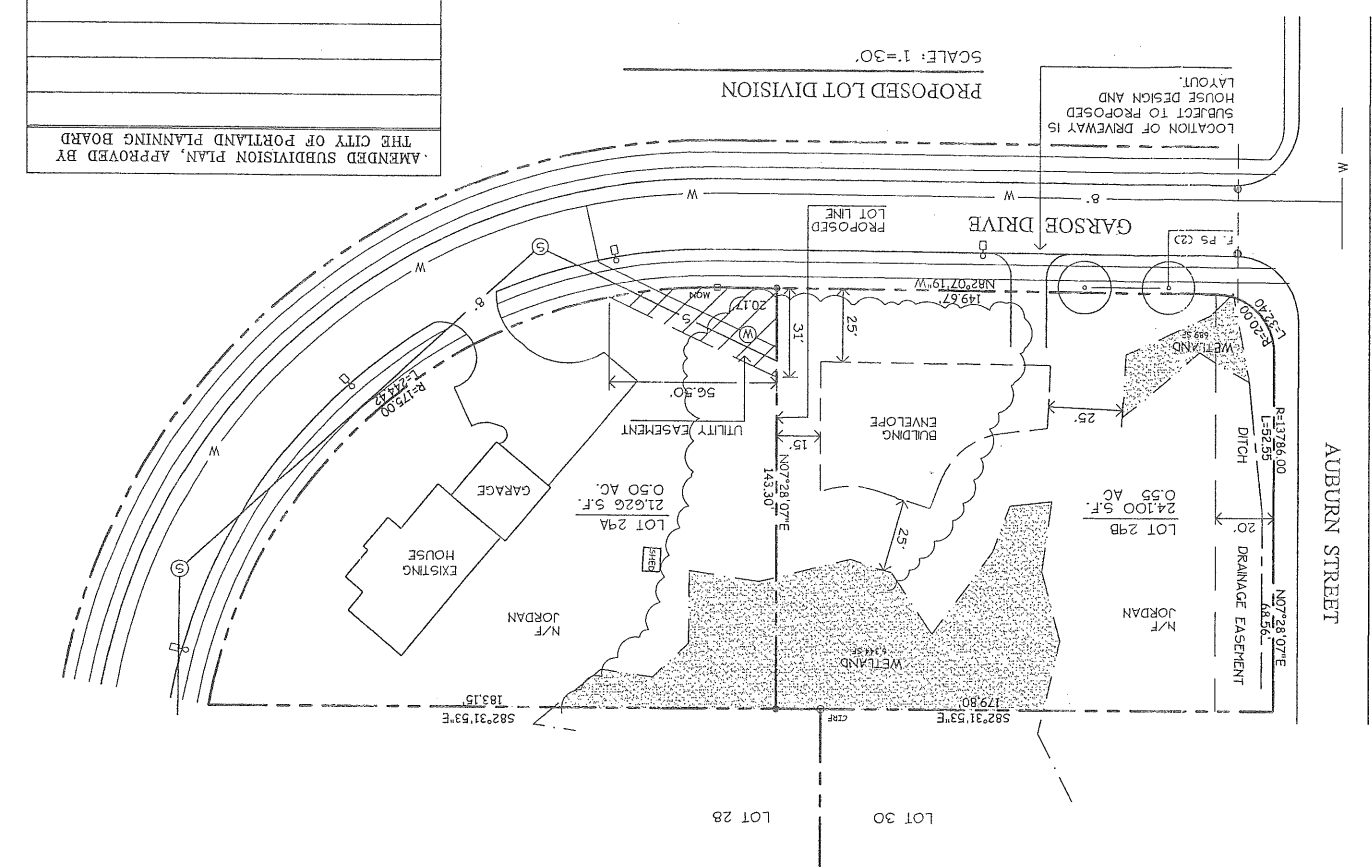 LOT 30
LOT 28
S82°31'53"E
179.80'
CIRF
S82°31'53"E
183.15'
N/F
JORDAN
N/F
JORDAN
WETLAND
AUBURN STREET
N07°28'07"E
68.56'
DRAINAGE EASEMENT
20'
DITCH
R=13786.00
L=52.55
LOT 29B
24,100 S.F.
0.55 AC
25'
SHED
EXISTING
HOUSE
GARAGE
LOT 29A
21,626 S.F.
0.50 AC.
N07°28'07"E
143.30'
15'
BUILDING
ENVELOPE
25'
UTILITY EASEMENT
56.50'
WETLAND
689 SF
R=20.00
L=32.40
25'
31'
W
S
20.17
MON
149.67'
N82°07'19"W
R=175.00
L=244.42
S
S
8'
W
W
F. PS (2)
GARSOE DRIVE
PROPOSED
LOT LINE
8'
W
W
W
LOCATION OF DRIVEWAY IS
SUBJECT TO PROPOSED
HOUSE DESIGN AND
LAYOUT.
PROPOSED LOT DIVISION
SCALE: 1"=30'
AMENDED SUBDIVISION PLAN, APPROVED BY
THE CITY OF PORTLAND PLANNING BOARD